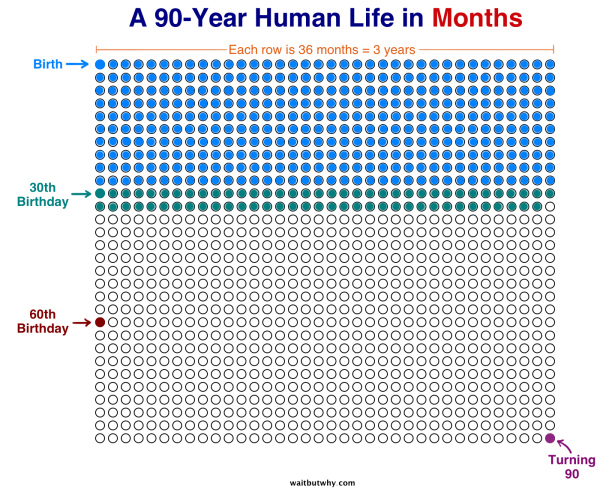 A 90-Year Human Life in Months
Each row is 36 months = 3 years
Birth
30th
Birthday
60th
Birthday
Turning
90
waitbutwhy.com